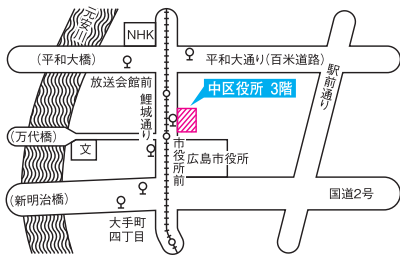 元安川
NHK
(平和大橋)
平和大通り(百米道路)
放送会館前
中区役所 3階
駅前通り
鯉城通り
(万代橋)
文
市役所前
広島市役所
(新明治橋)
国道2号
大手町
四丁目